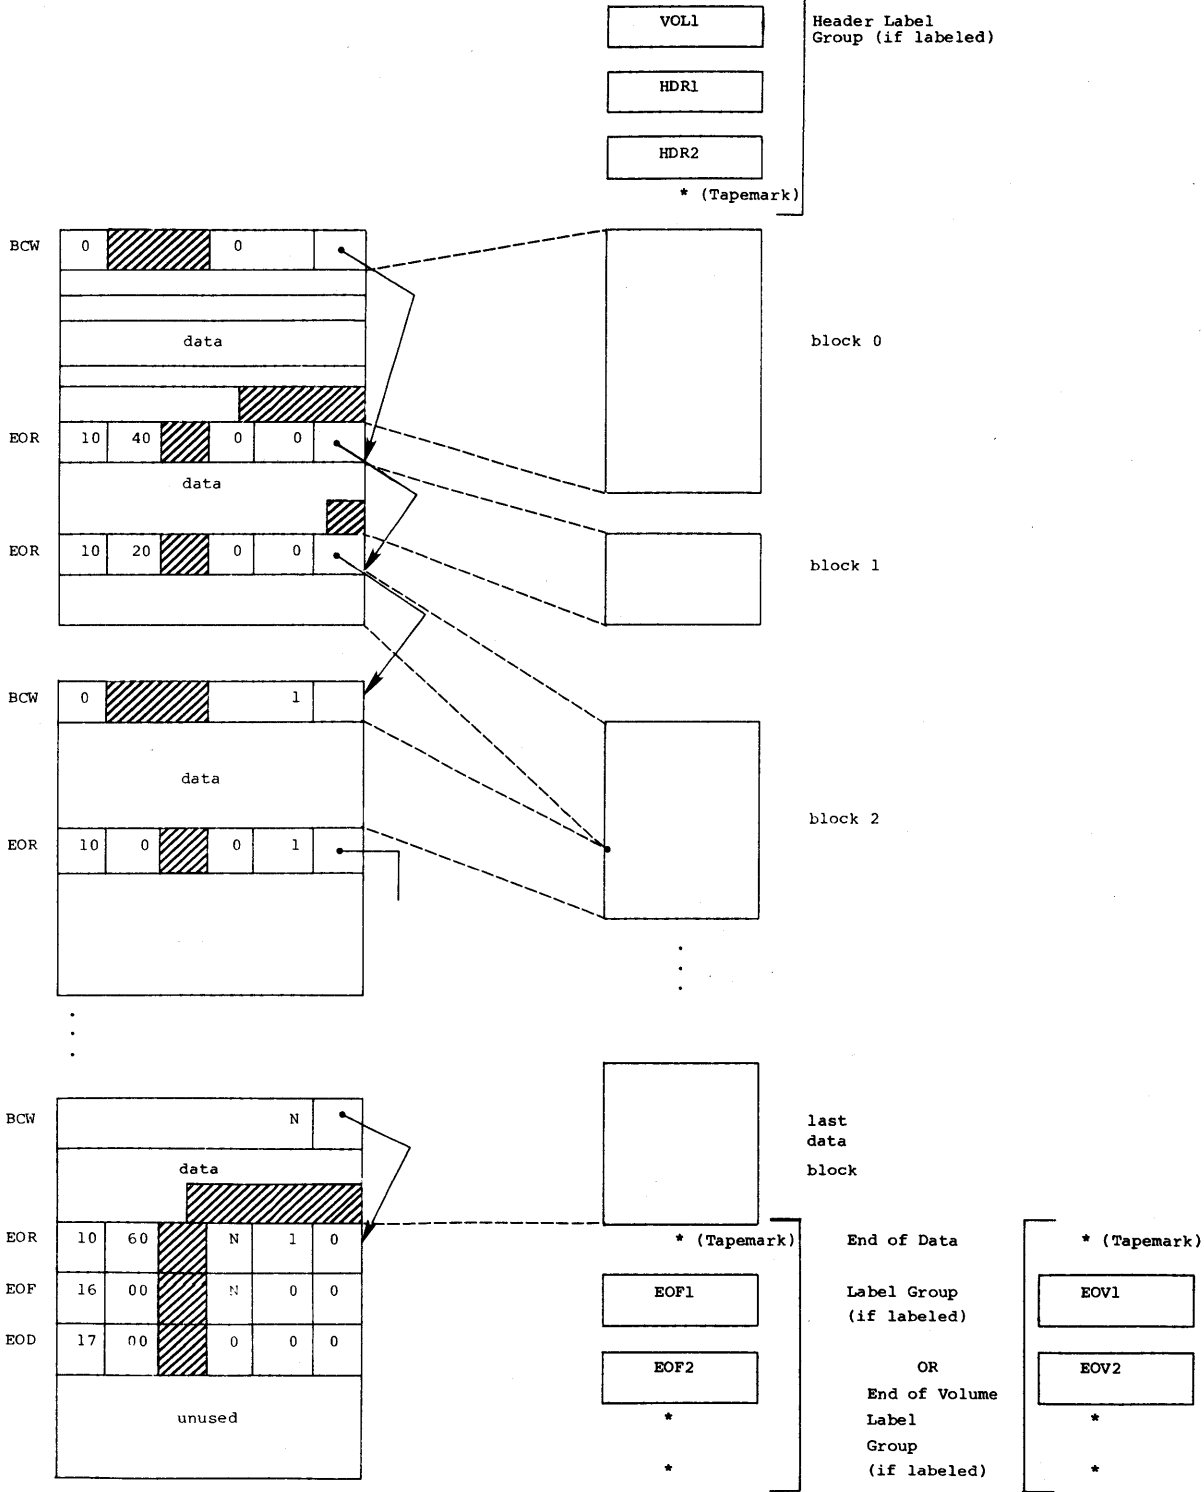 VOL1
Header Label
Group (if labeled)
HDR1
HDR2
* (Tapemark)
BCW 0 0
data
block 0
EOR 10 40 0 0
data
EOR 10 20 0 0
block 1
BCW 0 1
data
block 2
EOR 10 0 0 1
BCW N
last
data
block
data
EOR 10 60 N 1 0
* (Tapemark) End of Data * (Tapemark)
EOF 16 00 N 0 0
EOF1 Label Group EOV1
(if labeled)
EOD 17 00 0 0 0
EOF2 OR EOV2
End of Volume
unused
* Label *
Group
* (if labeled) *